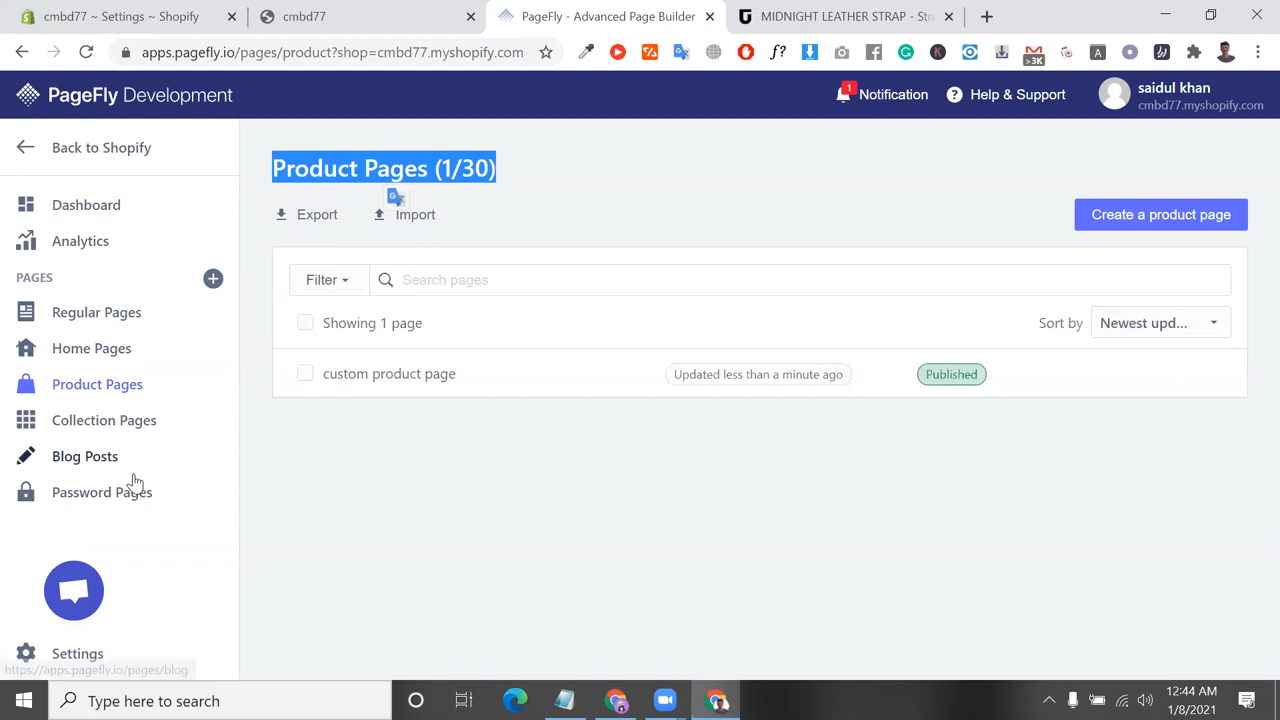 cmbd77 ~ Settings ~ Shopify
cmbd77
PageFly - Advanced Page Builder
MIDNIGHT LEATHER STRAP - Str
apps.pagefly.io/pages/product?shop=cmbd77.myshopify.com
f?
A
>3K
PageFly Development
1
Notification
Help & Support
saidul khan
cmbd77.myshopify.com
Back to Shopify
Dashboard
Analytics
PAGES
Regular Pages
Home Pages
Product Pages
Collection Pages
Blog Posts
Password Pages
Settings
https://apps.pagefly.io/pages/blog
Product Pages (1/30)
Export
Import
Create a product page
Filter
Search pages
Showing 1 page
Sort by
Newest upd...
custom product page
Updated less than a minute ago
Published
Type here to search
12:44 AM
1/8/2021